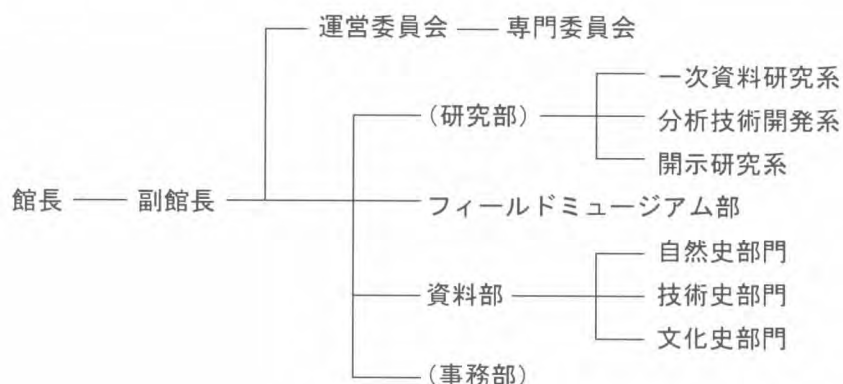 運営委員会 専門委員会
一次資料研究系
(研究部) 分析技術開発系
開示研究系
館長 副館長 フィールドミュージアム部
自然史部門
資料部 技術史部門
文化史部門
(事務部)